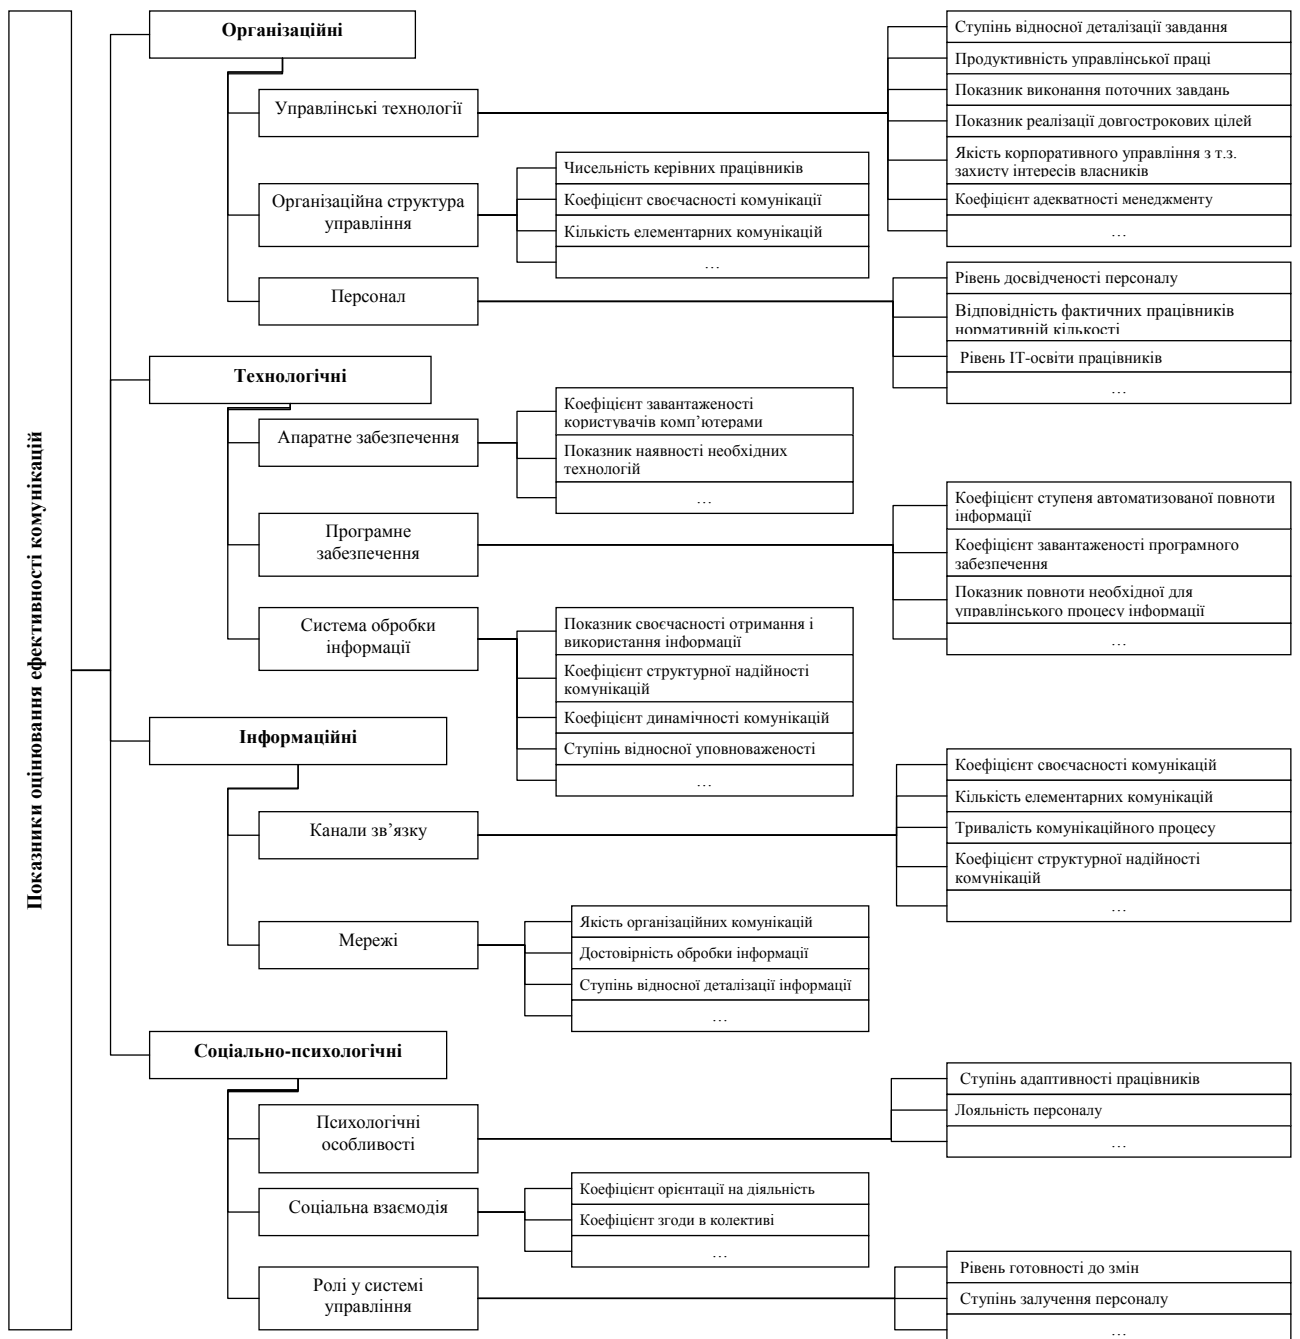 Показники оцінювання ефективності комунікацій
Організаційні
Управлінські технології
Ступінь відносної деталізації завдання
Продуктивність управлінської праці
Показник виконання поточних завдань
Показник реалізації довгострокових цілей
Якість корпоративного управління з т.з.
захисту інтересів власників
Коефіцієнт адекватності менеджменту
…
Організаційна структура
управління
Чисельність керівних працівників
Коефіцієнт своєчасності комунікації
Кількість елементарних комунікацій
…
Персонал
Рівень досвідченості персоналу
Відповідність фактичних працівників
нормативній кількості
Рівень ІТ-освіти працівників
…
Технологічні
Апаратне забезпечення
Коефіцієнт завантаженості
користувачів комп’ютерами
Показник наявності необхідних
технологій
…
Програмне
забезпечення
Коефіцієнт ступеня автоматизованої повноти
інформації
Коефіцієнт завантаженості програмного
забезпечення
Показник повноти необхідної для
управлінського процесу інформації
…
Система обробки
інформації
Показник своєчасності отримання і
використання інформації
Коефіцієнт структурної надійності
комунікацій
Коефіцієнт динамічності комунікацій
Ступінь відносної уповноваженості
…
Інформаційні
Канали зв’язку
Коефіцієнт своєчасності комунікацій
Кількість елементарних комунікацій
Тривалість комунікаційного процесу
Коефіцієнт структурної надійності
комунікацій
…
Мережі
Якість організаційних комунікацій
Достовірність обробки інформації
Ступінь відносної деталізації інформації
…
Соціально-психологічні
Психологічні
особливості
Ступінь адаптивності працівників
Лояльність персоналу
…
Соціальна взаємодія
Коефіцієнт орієнтації на діяльність
Коефіцієнт згоди в колективі
…
Ролі у системі
управління
Рівень готовності до змін
Ступінь залучення персоналу
…